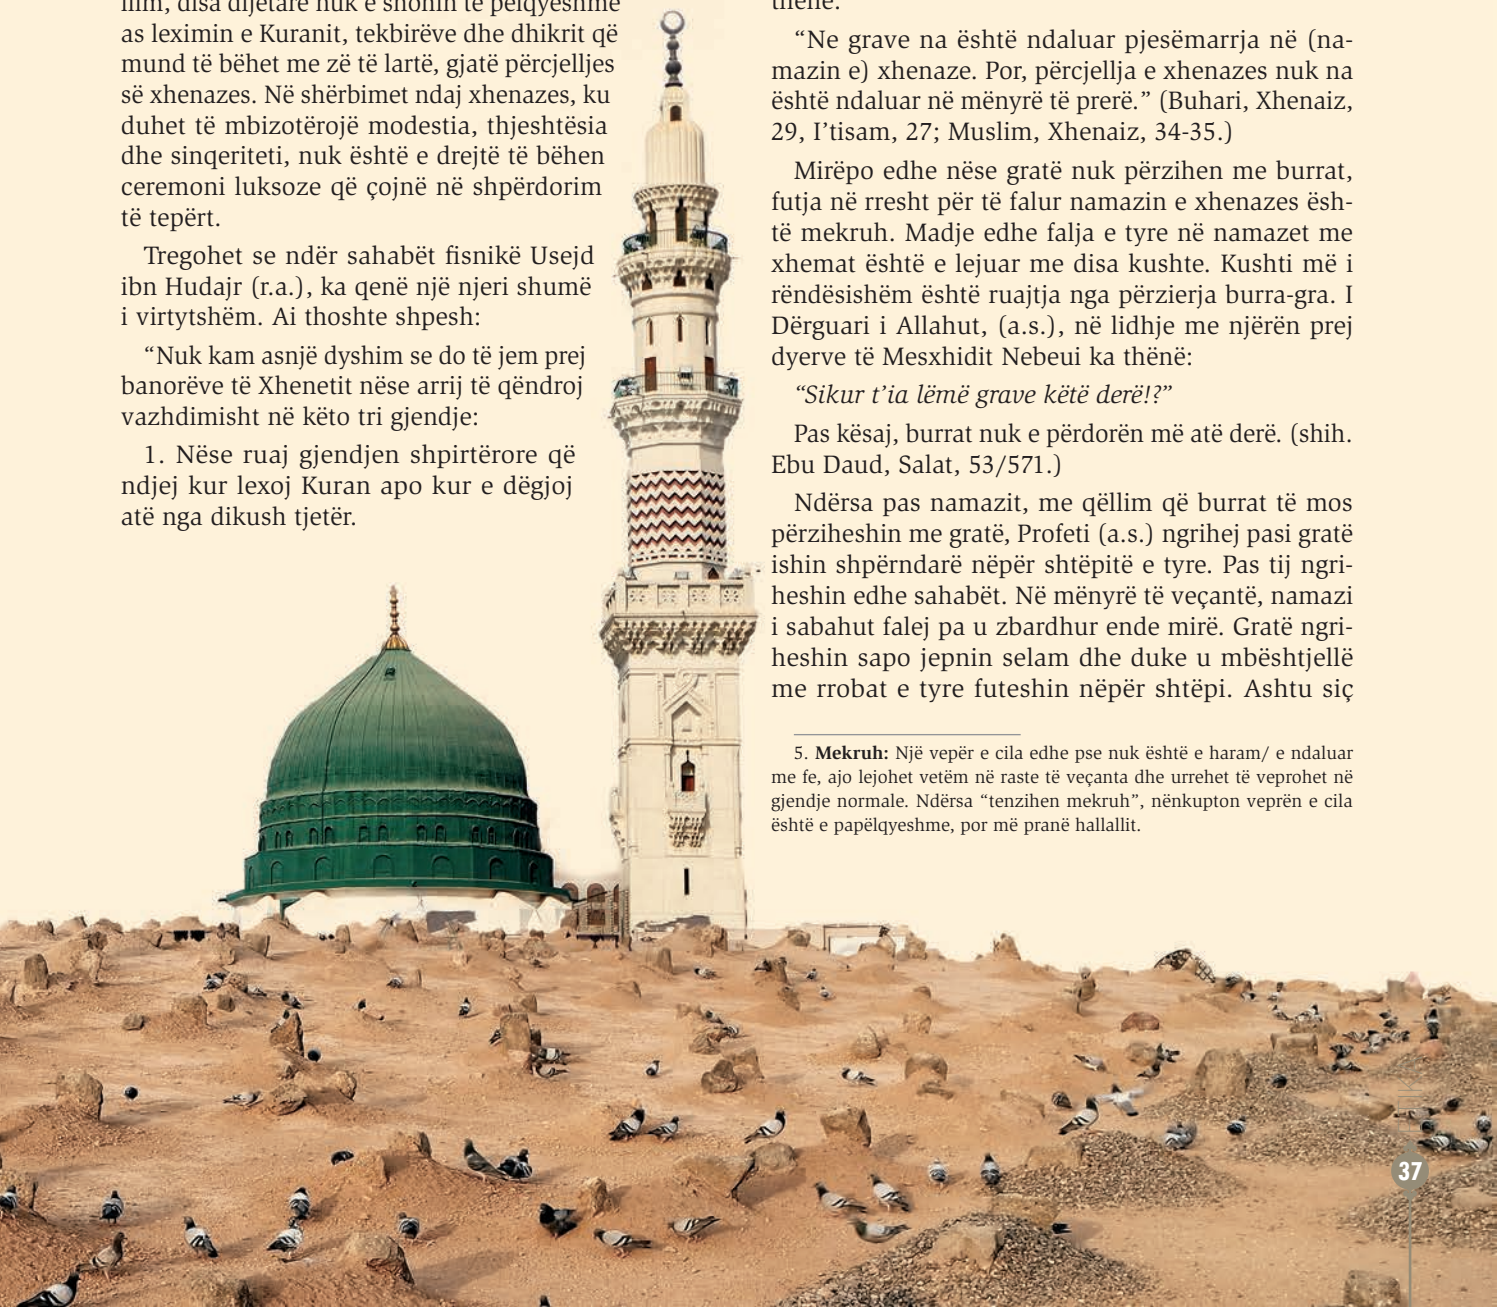 llim, disa dijetarë nuk e shohin të pëlqyeshme
as leximin e Kuranit, tekbirëve dhe dhikrit që
mund të bëhet me zë të lartë, gjatë përcjelljes
së xhenazes. Në shërbimet ndaj xhenazes, ku
duhet të mbizotërojë modestia, thjeshtësia
dhe sinqeriteti, nuk është e drejtë të bëhen
ceremoni luksoze që çojnë në shpërdorim
të tepërt.
Tregohet se ndër sahabët fisnikë Usejd
ibn Hudajr (r.a.), ka qenë një njeri shumë
i virtytshëm. Ai thoshte shpesh:
“Nuk kam asnjë dyshim se do të jem prej
banorëve të Xhenetit nëse arrij të qëndroj
vazhdimisht në këto tri gjendje:
1. Nëse ruaj gjendjen shpirtërore që
ndjej kur lexoj Kuran apo kur e dëgjoj
atë nga dikush tjetër.
thënë:
“Ne grave na është ndaluar pjesëmarrja në (na-
mazin e) xhenaze. Por, përcjellja e xhenazes nuk na
është ndaluar në mënyrë të prerë.” (Buhari, Xhenaiz,
29, I’tisam, 27; Muslim, Xhenaiz, 34-35.)
Mirëpo edhe nëse gratë nuk përzihen me burrat,
futja në rresht për të falur namazin e xhenazes ësh-
të mekruh. Madje edhe falja e tyre në namazet me
xhemat është e lejuar me disa kushte. Kushti më i
rëndësishëm është ruajtja nga përzierja burra-gra. I
Dërguari i Allahut, (a.s.), në lidhje me njërën prej
dyerve të Mesxhidit Nebeui ka thënë:
“Sikur t’ia lëmë grave këtë derë!?”
Pas kësaj, burrat nuk e përdorën më atë derë. (shih.
Ebu Daud, Salat, 53/571.)
Ndërsa pas namazit, me qëllim që burrat të mos
përziheshin me gratë, Profeti (a.s.) ngrihej pasi gratë
ishin shpërndarë nëpër shtëpitë e tyre. Pas tij ngri-
heshin edhe sahabët. Në mënyrë të veçantë, namazi
i sabahut falej pa u zbardhur ende mirë. Gratë ngri-
heshin sapo jepnin selam dhe duke u mbështjellë
me rrobat e tyre futeshin nëpër shtëpi. Ashtu siç
5. Mekruh: Një vepër e cila edhe pse nuk është e haram/ e ndaluar
me fe, ajo lejohet vetëm në raste të veçanta dhe urrehet të veprohet në
gjendje normale. Ndërsa “tenzihen mekruh”, nënkupton veprën e cila
është e papëlqyeshme, por më pranë hallallit.
37